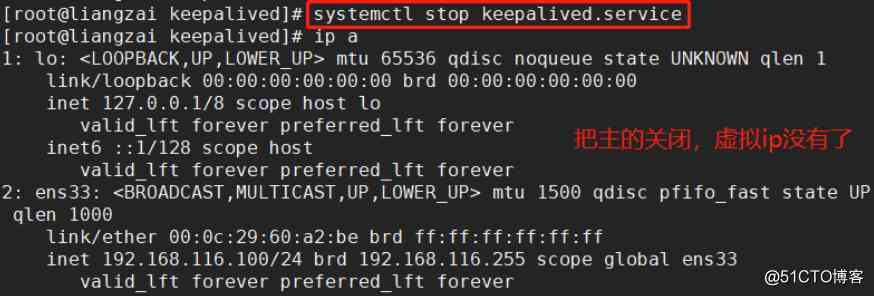 [root@liangzai keepalived]# systemctl stop keepalived.service
[root@liangzai keepalived]# ip a
1: lo: <LOOPBACK,UP,LOWER_UP> mtu 65536 qdisc noqueue state UNKNOWN qlen 1
link/loopback 00:00:00:00:00:00 brd 00:00:00:00:00:00
inet 127.0.0.1/8 scope host lo
valid_lft forever preferred_lft forever
inet6 ::1/128 scope host
valid_lft forever preferred_lft forever
把主的关闭，虚拟ip没有了
2: ens33: <BROADCAST,MULTICAST,UP,LOWER_UP> mtu 1500 qdisc pfifo_fast state UP
qlen 1000
link/ether 00:0c:29:60:a2:be brd ff:ff:ff:ff:ff:ff
inet 192.168.116.100/24 brd 192.168.116.255 scope global ens33
valid_lft forever preferred_lft forever
@51CTO博客